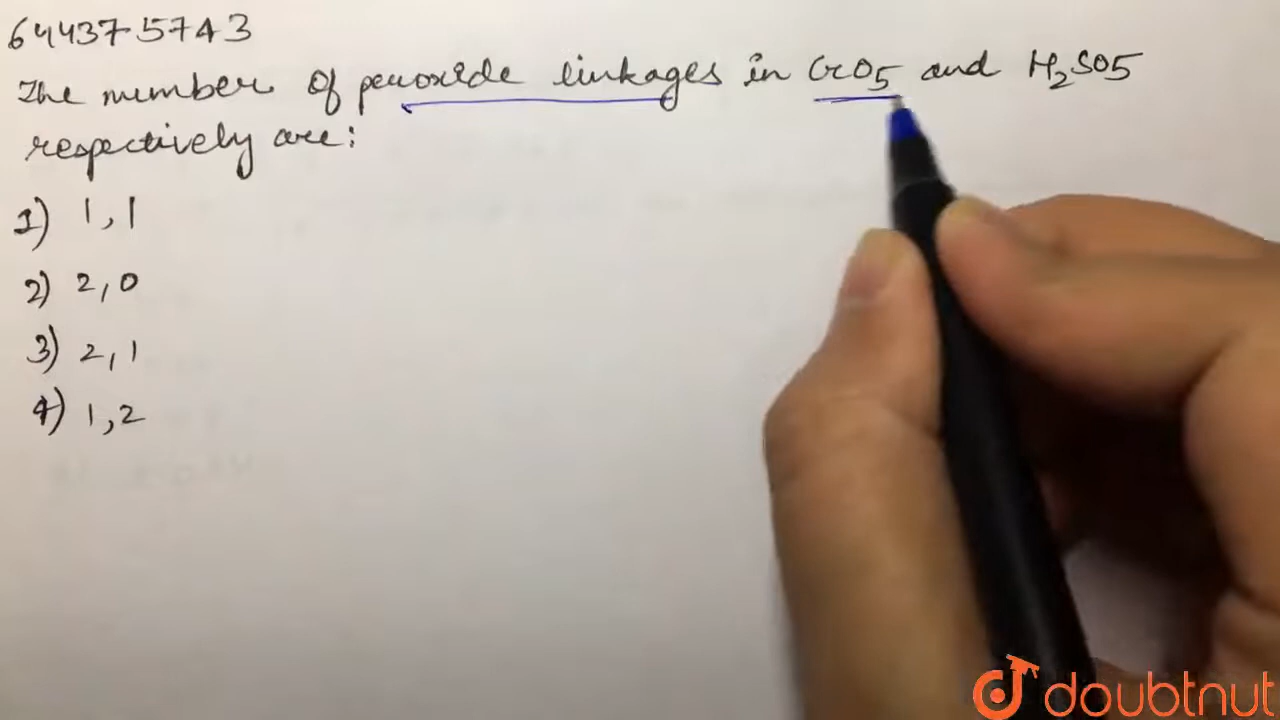 644375743
The number of peroxide linkages in CrO5 and H2SO5
respectively are:
1) 1,1
2) 2,0
3) 2,1
4) 1,2
doubtnut